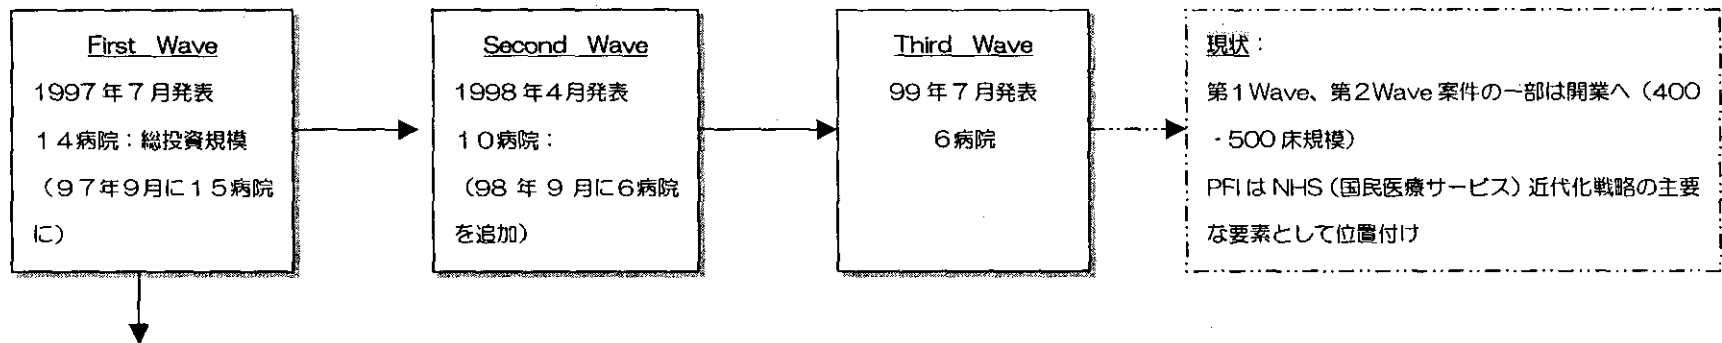 First Wave
1997年7月発表
14病院：総投資規模
（97年9月に15病院
に）
Second Wave
1998年4月発表
10病院：
（98年9月に6病院
を追加）
Third Wave
99年7月発表
6病院
現状：
第1Wave、第2Wave案件の一部は開業へ（400
-500床規模）
PFIはNHS（国民医療サービス）近代化戦略の主要
な要素として位置付け